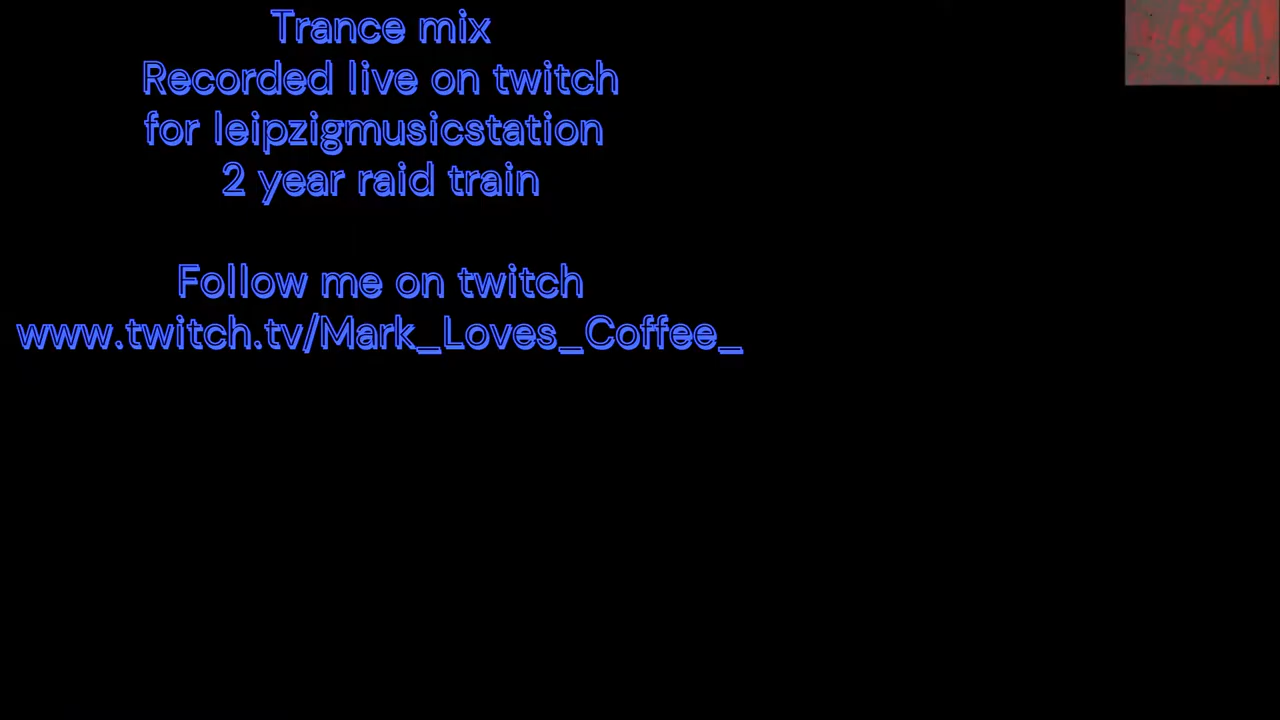 Trance mix
Recorded live on twitch
for leipzigmusicstation
2 year raid train
Follow me on twitch
www.twitch.tv/Mark_Loves_Coffee_